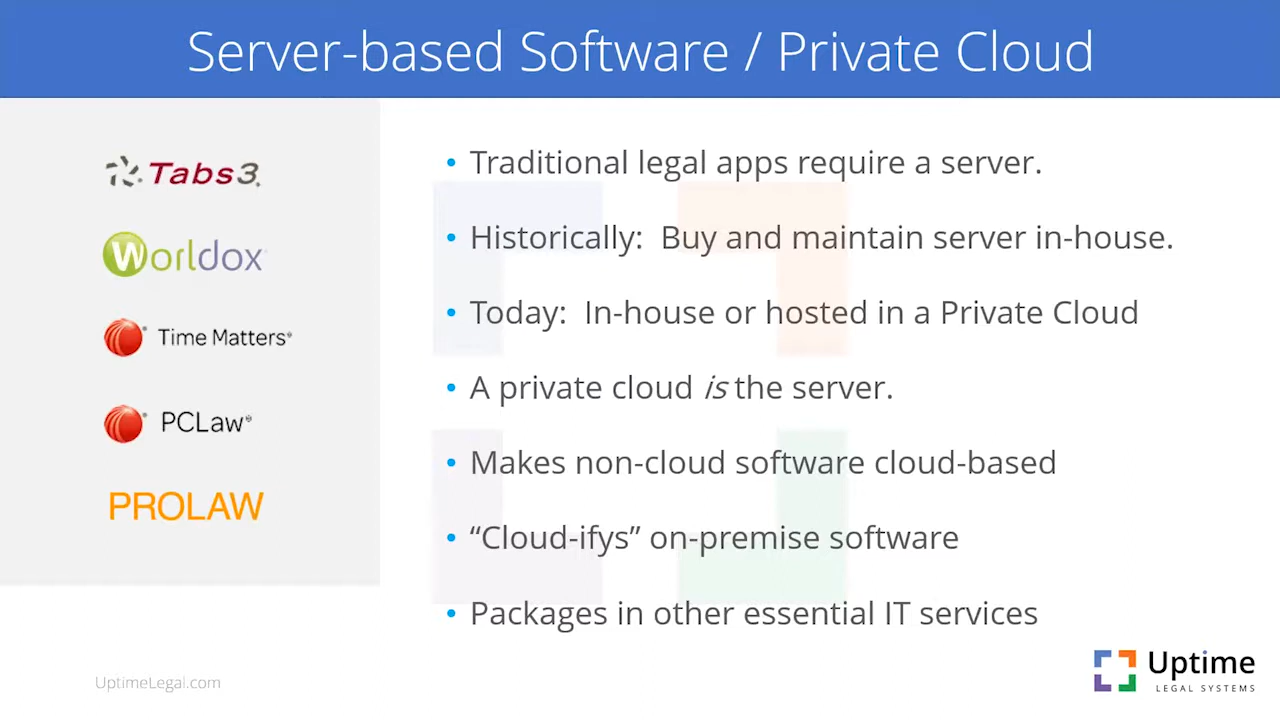 Server-based Software / Private Cloud
Tabs3
Worldox
Time Matters®
PCLaw®
PROLAW
• Traditional legal apps require a server.
• Historically: Buy and maintain server in-house.
• Today: In-house or hosted in a Private Cloud
• A private cloud is the server.
• Makes non-cloud software cloud-based
• “Cloud-ifys” on-premise software
• Packages in other essential IT services
UptimeLegal.com
Uptime
LEGAL SYSTEMS